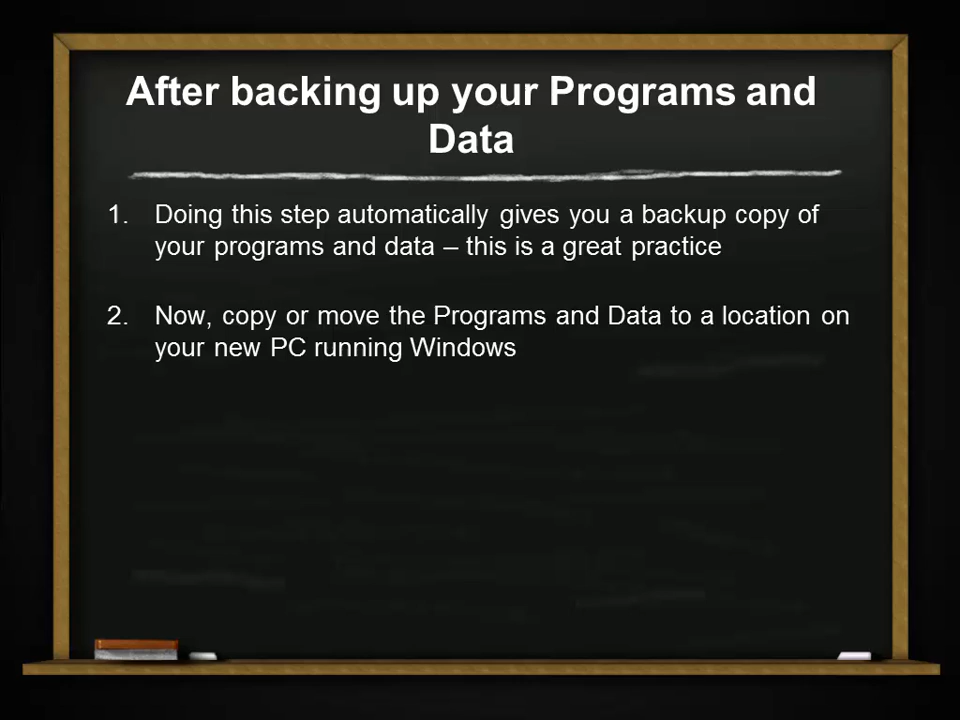 After backing up your Programs and
Data
1. Doing this step automatically gives you a backup copy of
your programs and data – this is a great practice
2. Now, copy or move the Programs and Data to a location on
your new PC running Windows